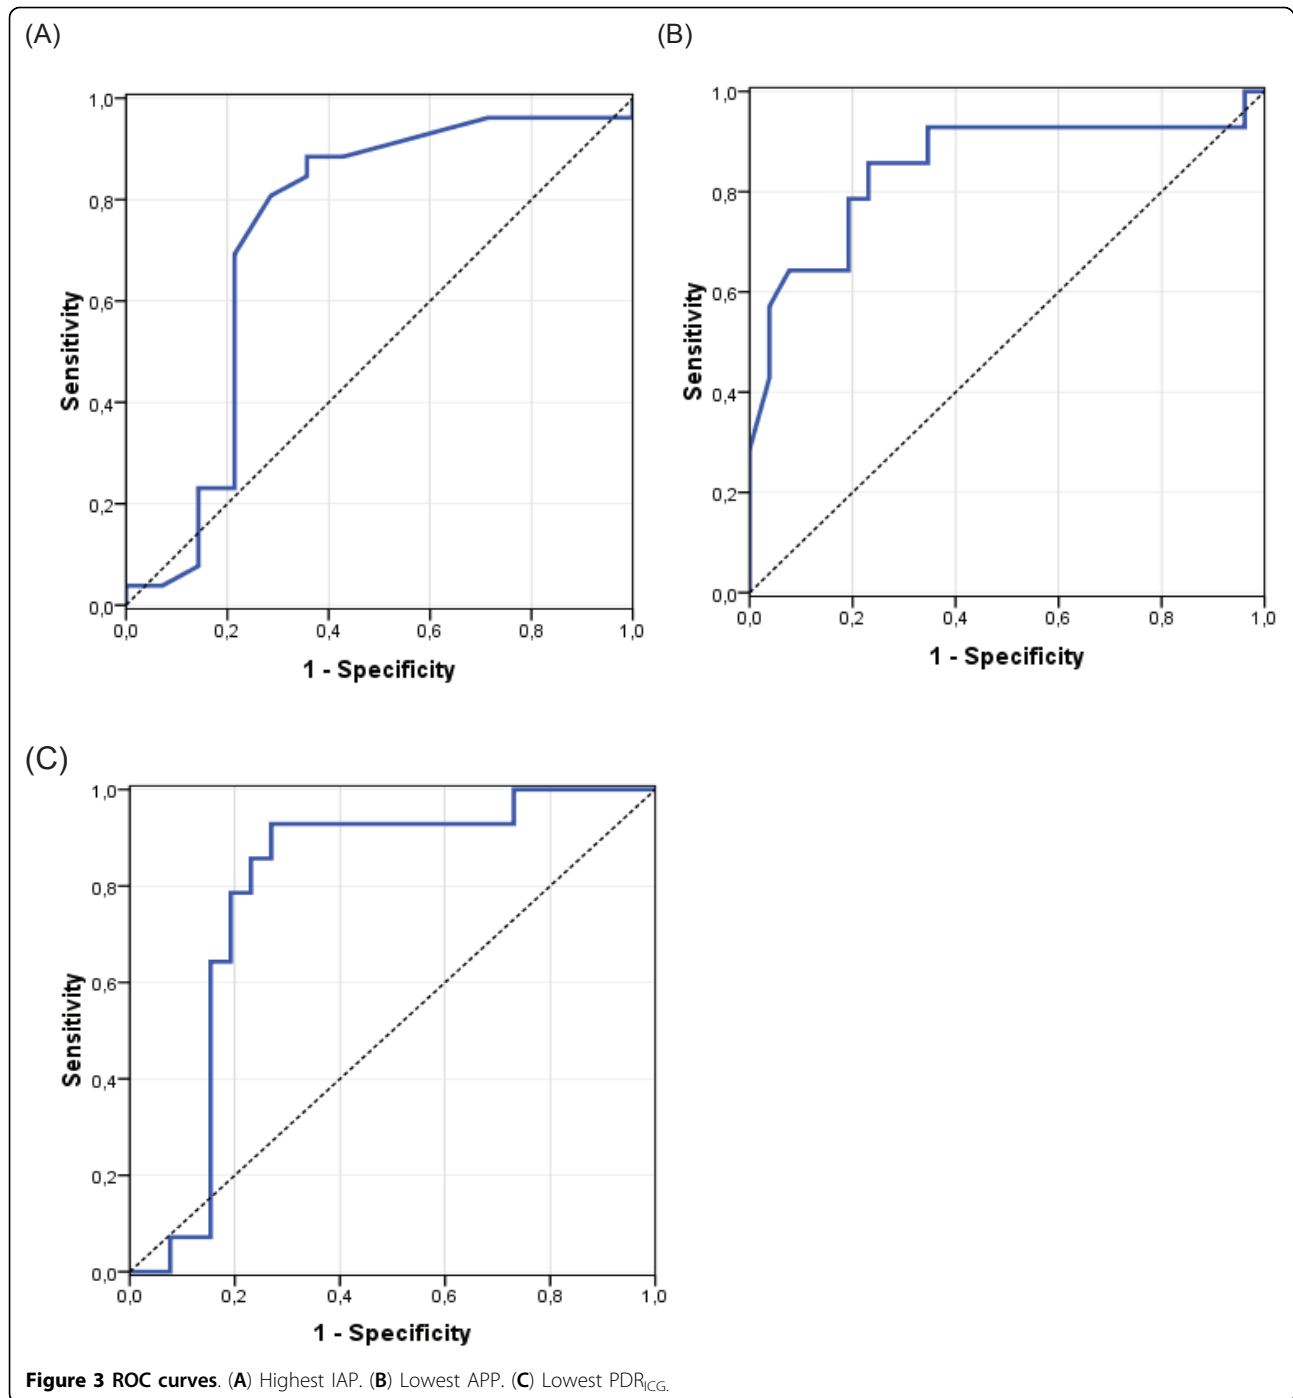 (A)
(B)
1,0
0,8
0,6
0,4
0,2
0,0
Sensitivity
0,0 0,2 0,4 0,6 0,8 1,0
1 - Specificity
1,0
0,8
0,6
0,4
0,2
0,0
Sensitivity
0,0 0,2 0,4 0,6 0,8 1,0
1 - Specificity
(C)
1,0
0,8
0,6
0,4
0,2
0,0
Sensitivity
0,0 0,2 0,4 0,6 0,8 1,0
1 - Specificity
Figure 3 ROC curves. (A) Highest IAP. (B) Lowest APP. (C) Lowest PDRICG.